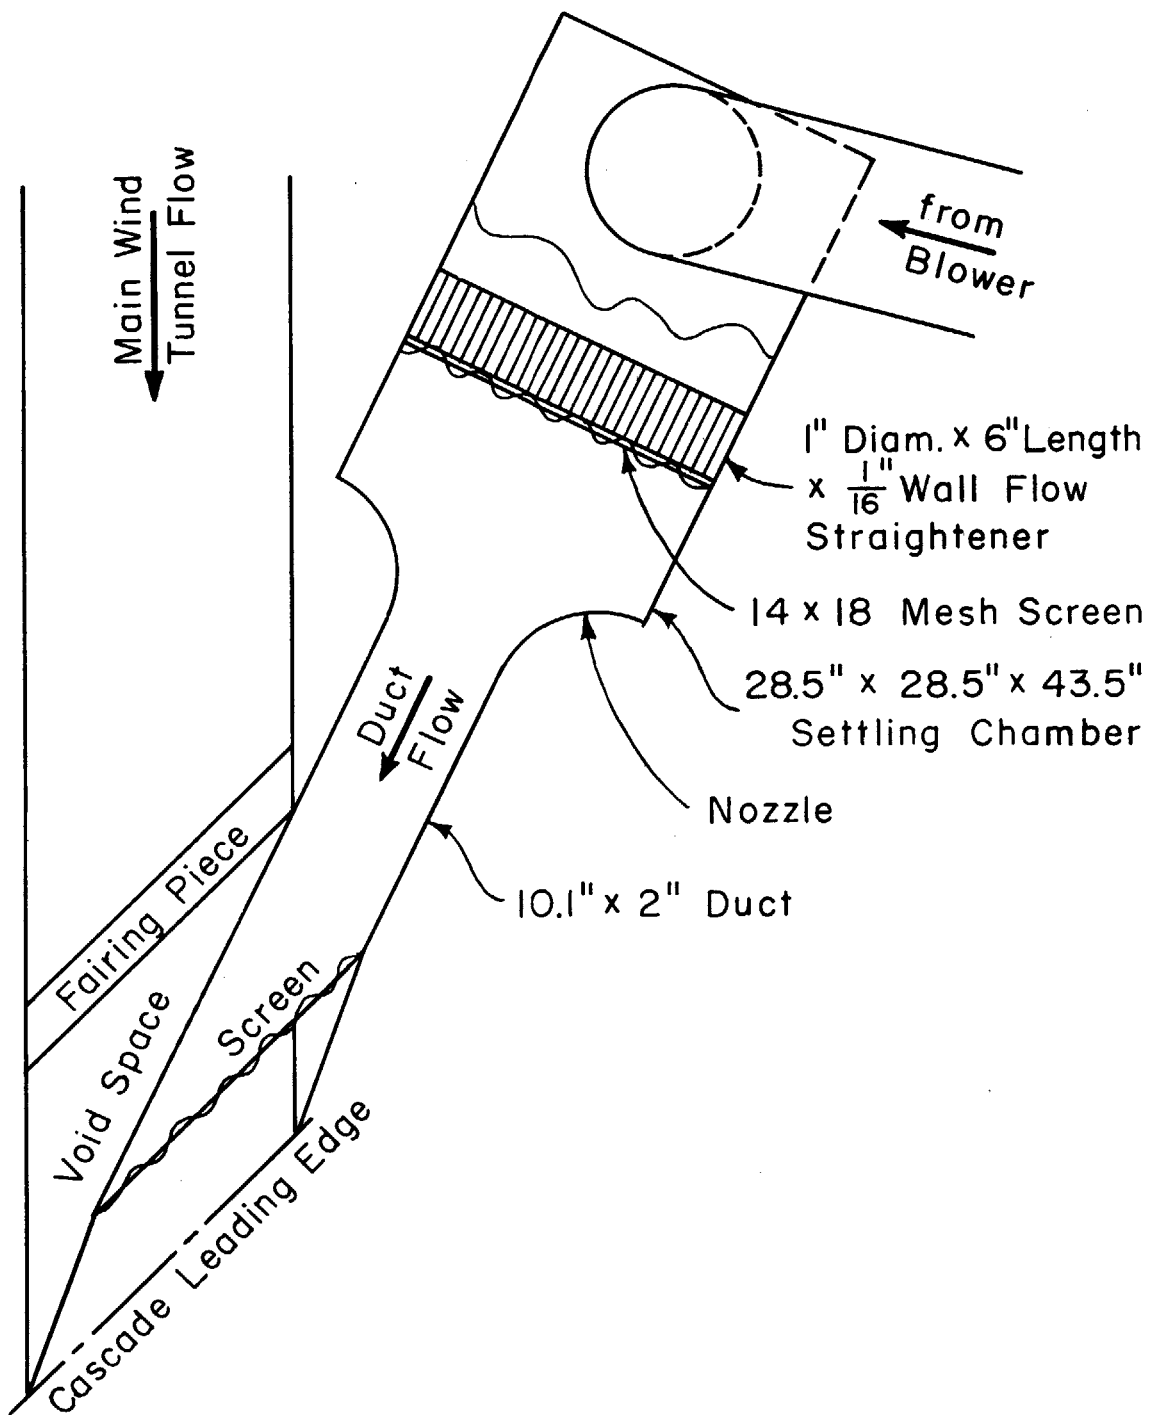 Main Wind
Tunnel Flow
from
Blower
1" Diam. x 6" Length
x 1/16" Wall Flow
Straightener
14 x 18 Mesh Screen
28.5" x 28.5" x 43.5"
Settling Chamber
Duct
Flow
Nozzle
10.1" x 2" Duct
Fairing Piece
Screen
Void Space
Cascade Leading Edge